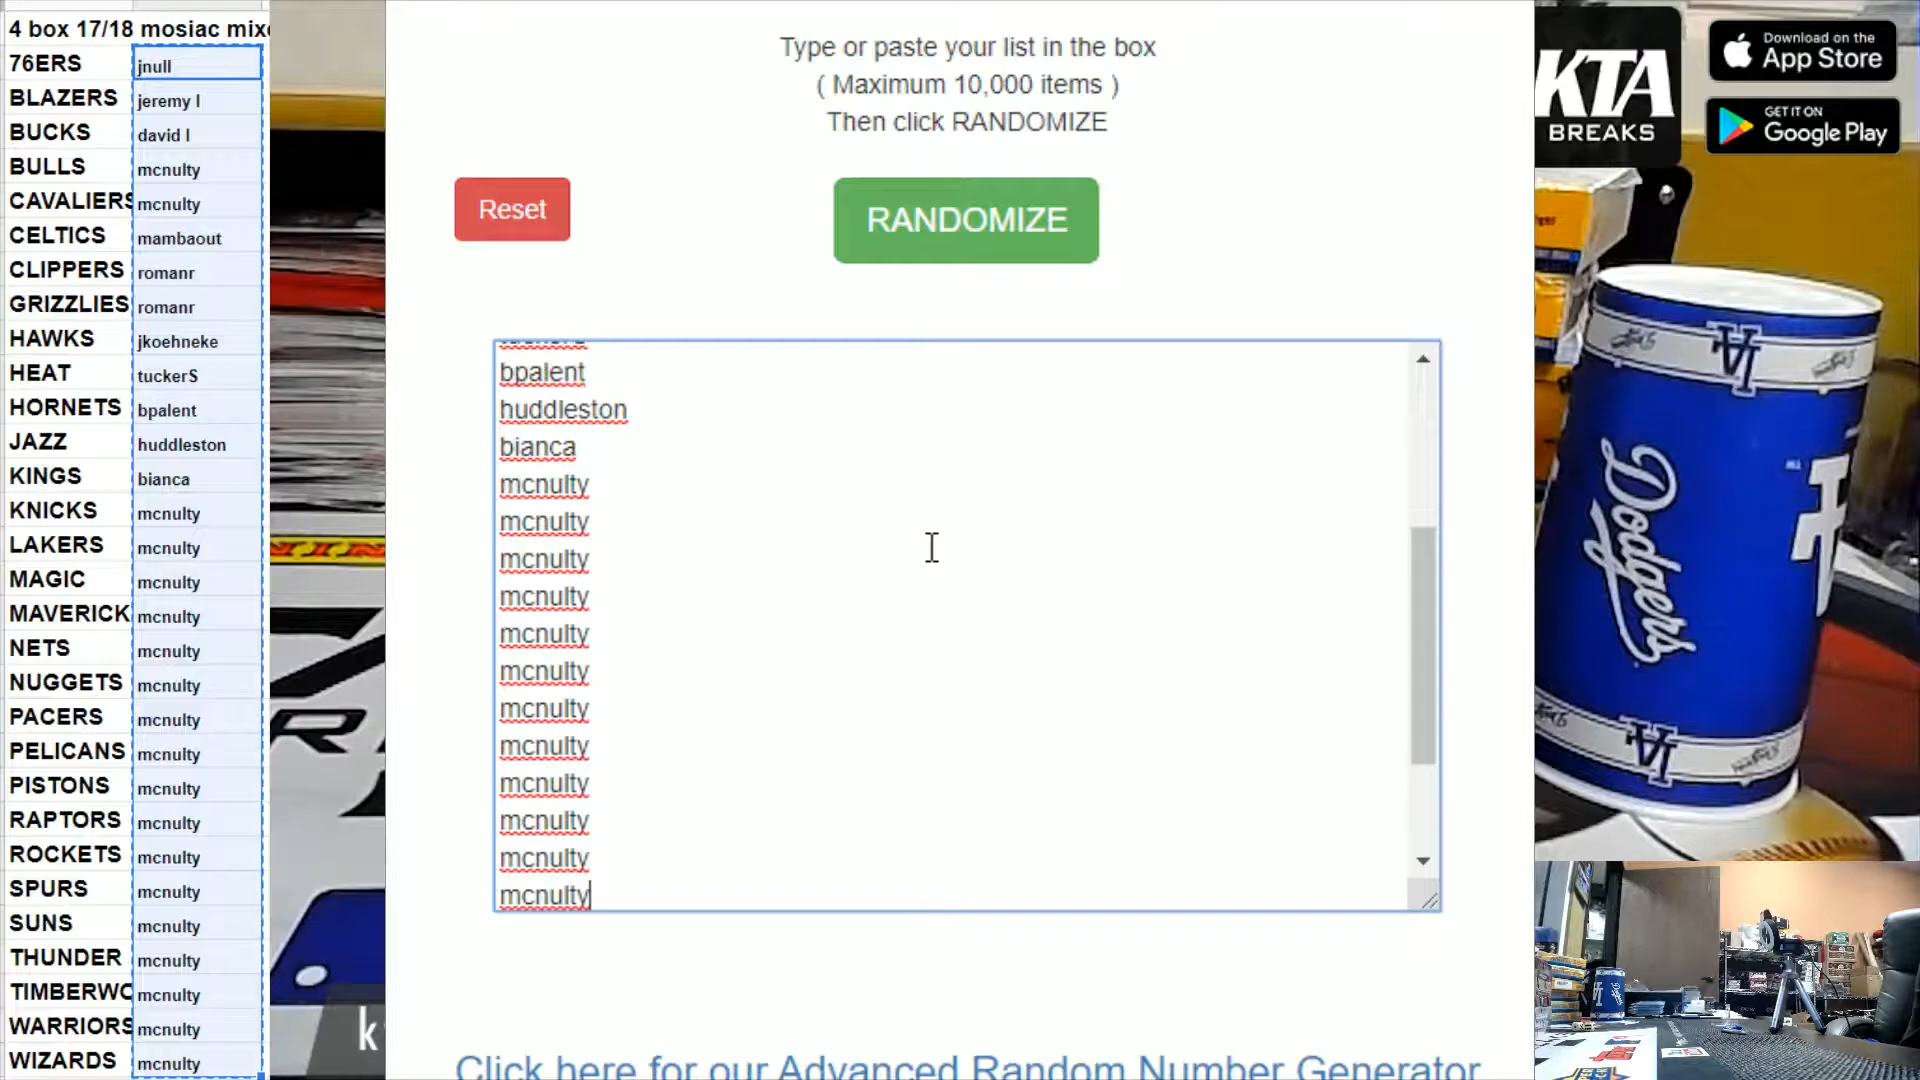 4 box 17/18 mosiac mix
76ERS jnull
BLAZERS jeremy l
BUCKS david l
BULLS mcnulty
CAVALIERS mcnulty
CELTICS mambaout
CLIPPERS romanr
GRIZZLIES romanr
HAWKS jkoehneke
HEAT tuckerS
HORNETS bpalent
JAZZ huddleston
KINGS bianca
KNICKS mcnulty
LAKERS mcnulty
MAGIC mcnulty
MAVERICK mcnulty
NETS mcnulty
NUGGETS mcnulty
PACERS mcnulty
PELICANS mcnulty
PISTONS mcnulty
RAPTORS mcnulty
ROCKETS mcnulty
SPURS mcnulty
SUNS mcnulty
THUNDER mcnulty
TIMBERWO mcnulty
WARRIORS mcnulty
WIZARDS mcnulty
Type or paste your list in the box
( Maximum 10,000 items )
Then click RANDOMIZE
Reset
RANDOMIZE
bpalent
huddleston
bianca
mcnulty
mcnulty
mcnulty
mcnulty
mcnulty
mcnulty
mcnulty
mcnulty
mcnulty
mcnulty
mcnulty
mcnulty
Click here for our Advanced Random Number Generator
KTA
BREAKS
Download on the
App Store
GET IT ON
Google Play
LA
Dodgers
LA